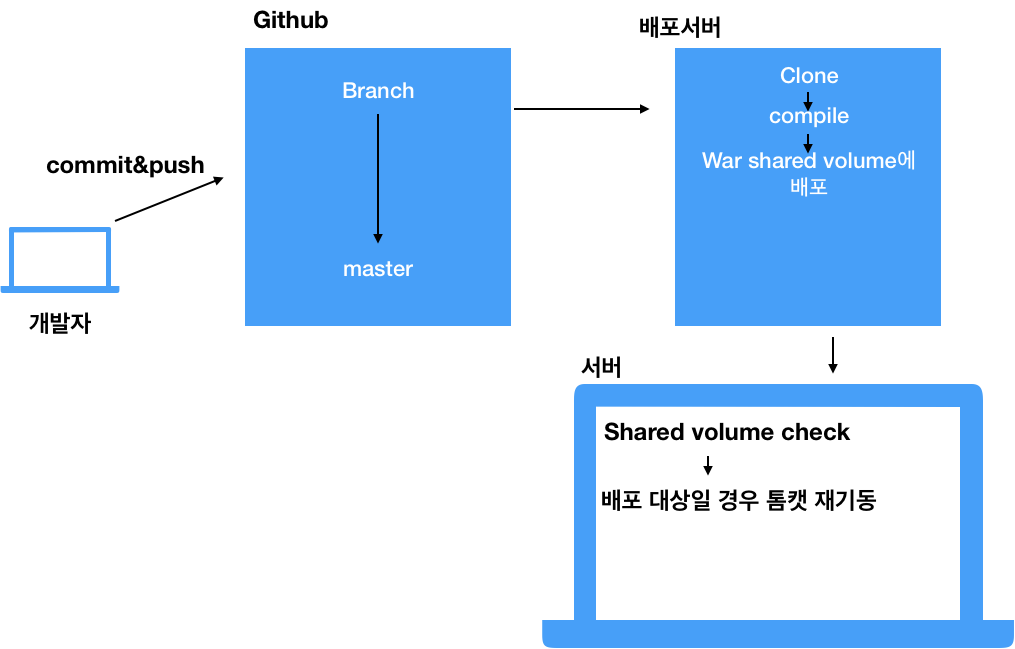 Github
Branch
master
commit&push
개발자
배포서버
Clone
compile
War shared volume에
배포
서버
Shared volume check
배포 대상일 경우 톰캣 재기동